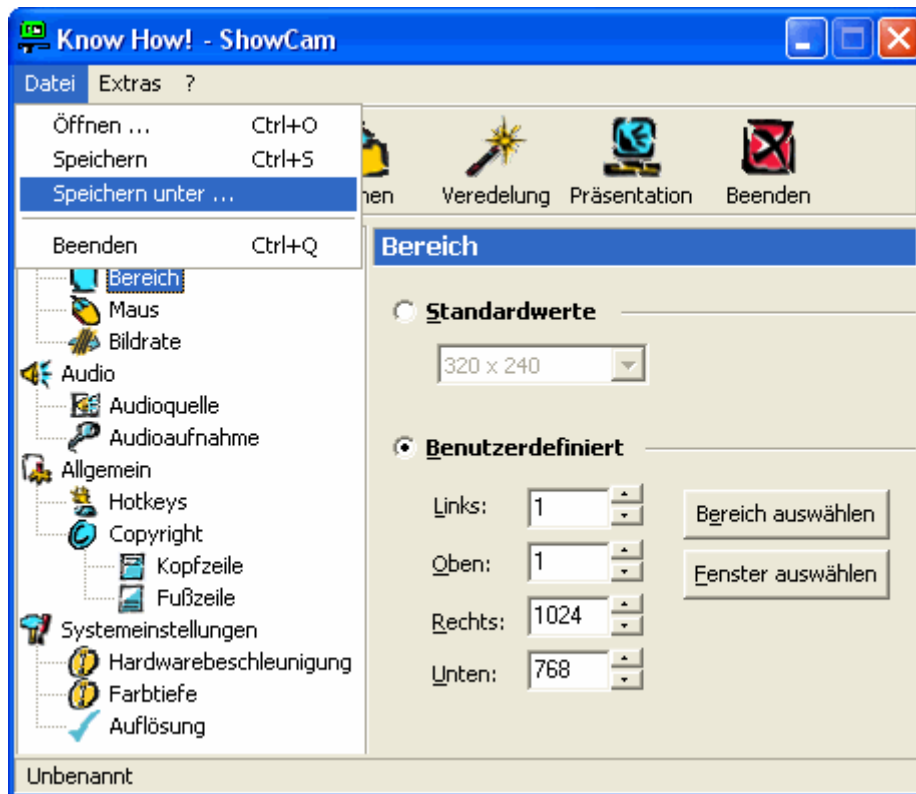 Know How! - ShowCam
Datei Extras ?
Öffnen ... Ctrl+O
Speichern Ctrl+S
Speichern unter ...
Beenden Ctrl+Q
Veredelung Präsentation Beenden
Bereich
Maus
Bildrate
Audio
Audioquelle
Audioaufnahme
Allgemein
Hotkeys
Copyright
Kopfzeile
Fußzeile
Systemeinstellungen
Hardwarebeschleunigung
Farbtiefe
Auflösung
Bereich
Standardwerte
320 x 240
Benutzerdefiniert
Links: 1
Oben: 1
Rechts: 1024
Unten: 768
Bereich auswählen
Fenster auswählen
Unbenannt